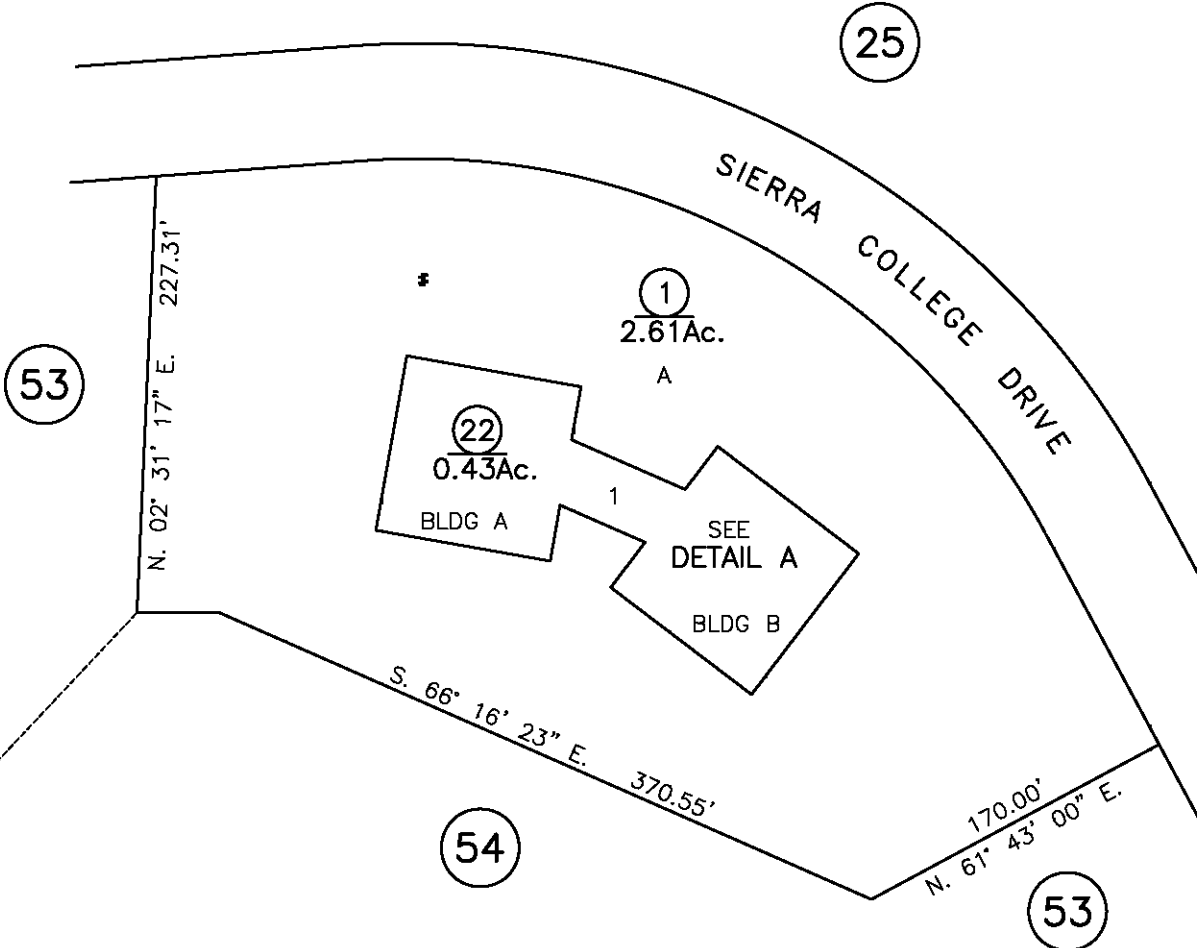 25
SIERRA COLLEGE DRIVE
N. 02° 31' 17" E. 227.31'
1
2.61Ac.
A
53
22
0.43Ac.
BLDG A
1
SEE
DETAIL A
BLDG B
S. 66° 16' 23" E. 370.55'
170.00'
N. 61° 43' 00" E.
54
53